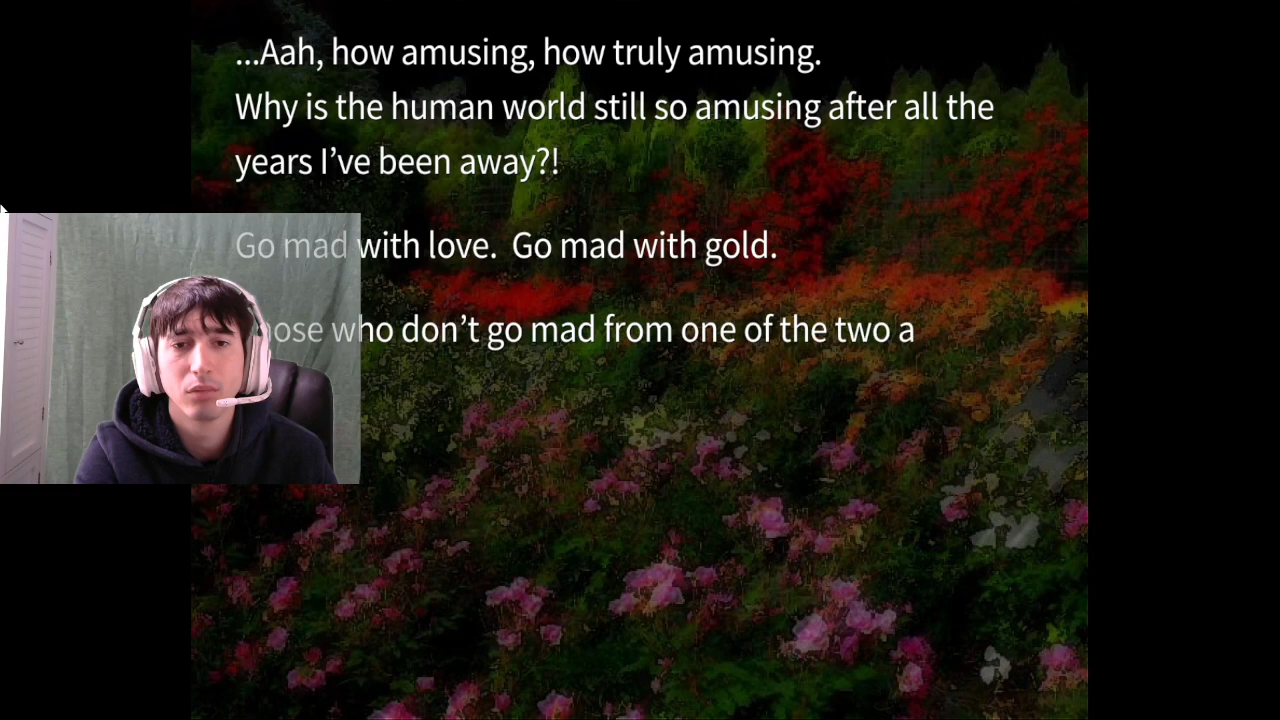 ...Aah, how amusing, how truly amusing.
Why is the human world still so amusing after all the
years I've been away?!
Go mad with love.  Go mad with gold.
hose who don't go mad from one of the two a